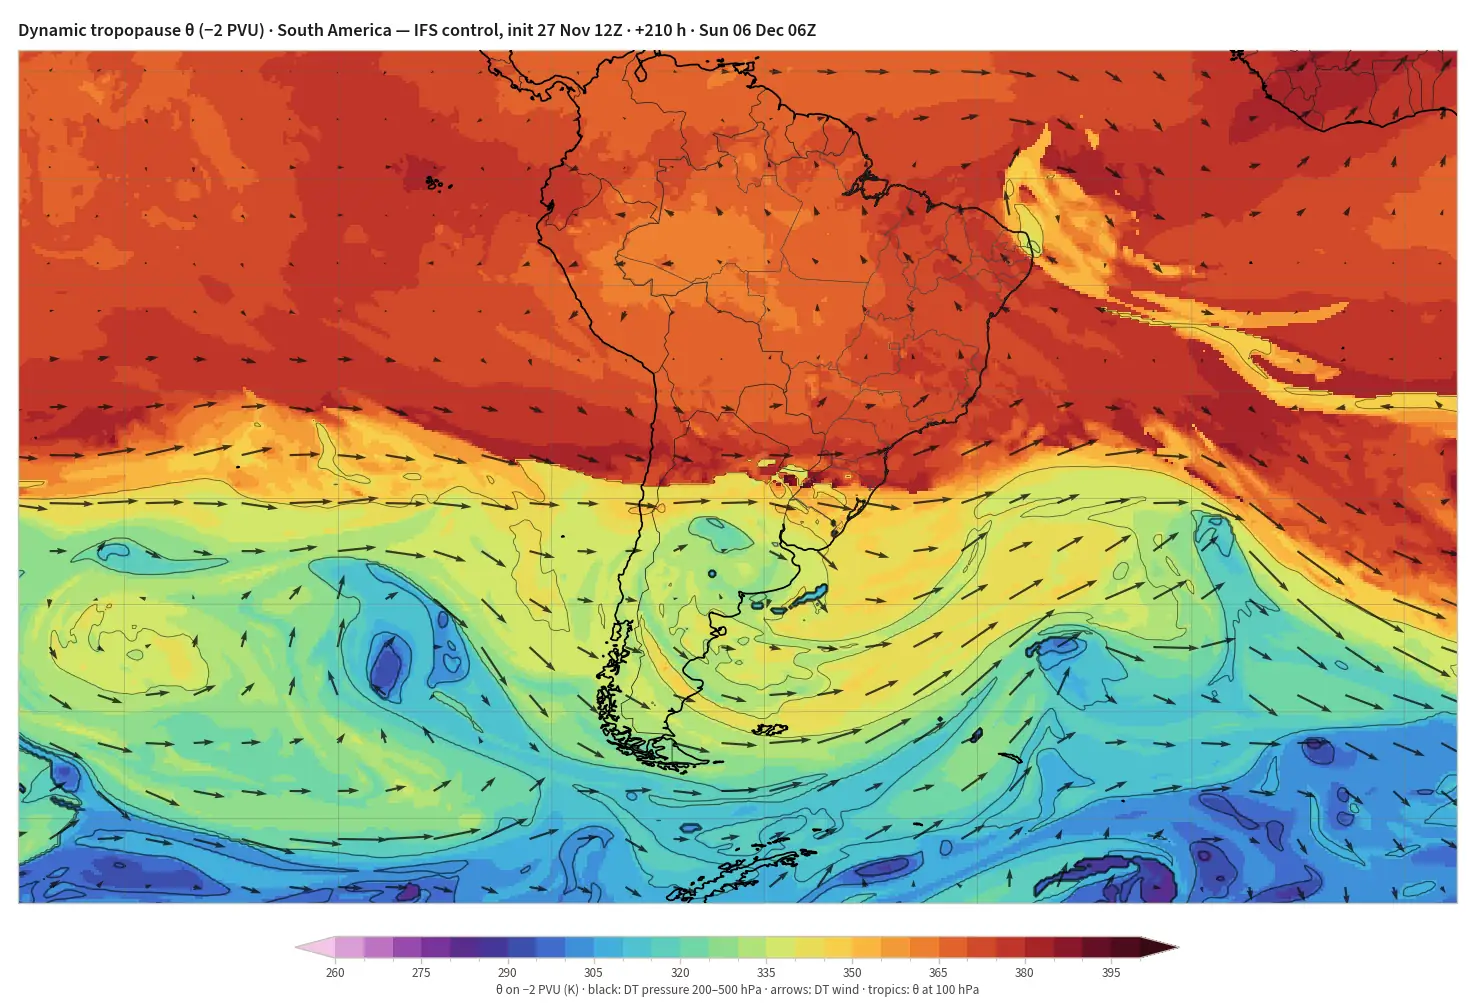 Dynamic tropopause θ (−2 PVU) · South America — IFS control, init 27 Nov 12Z · +210 h · Sun 06 Dec 06Z
260 275 290 305 320 335 350 365 380 395
θ on −2 PVU (K) · black: DT pressure 200–500 hPa · arrows: DT wind · tropics: θ at 100 hPa